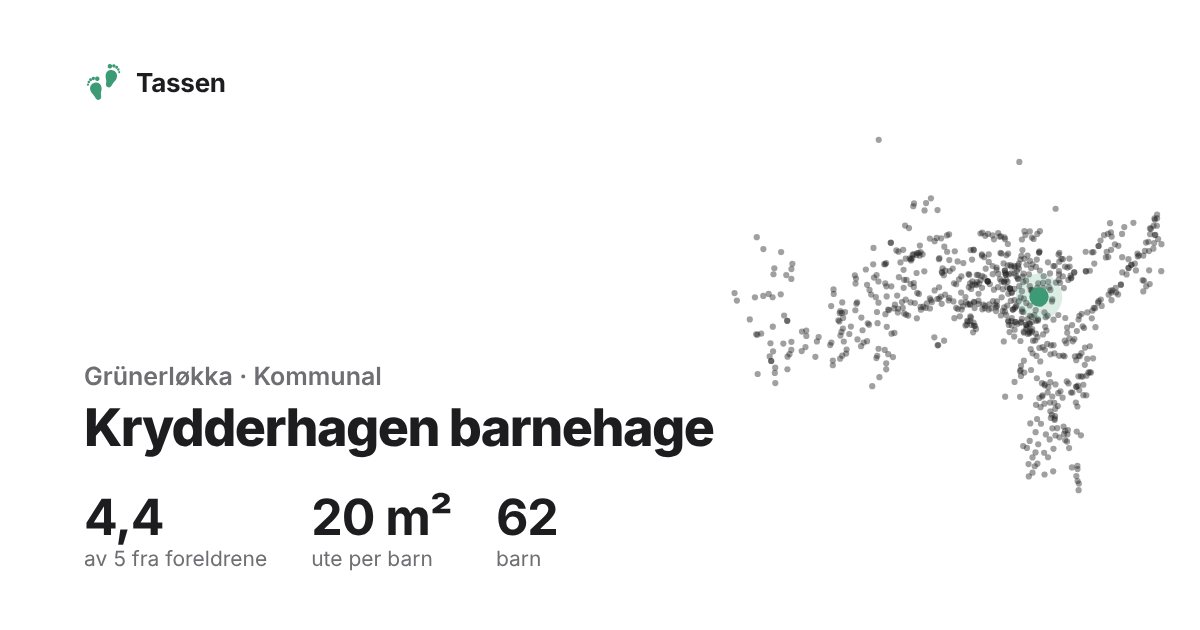 Tassen
Grünerløkka · Kommunal
Krydderhagen barnehage
4,4
av 5 fra foreldrene
20 m²
ute per barn
62
barn